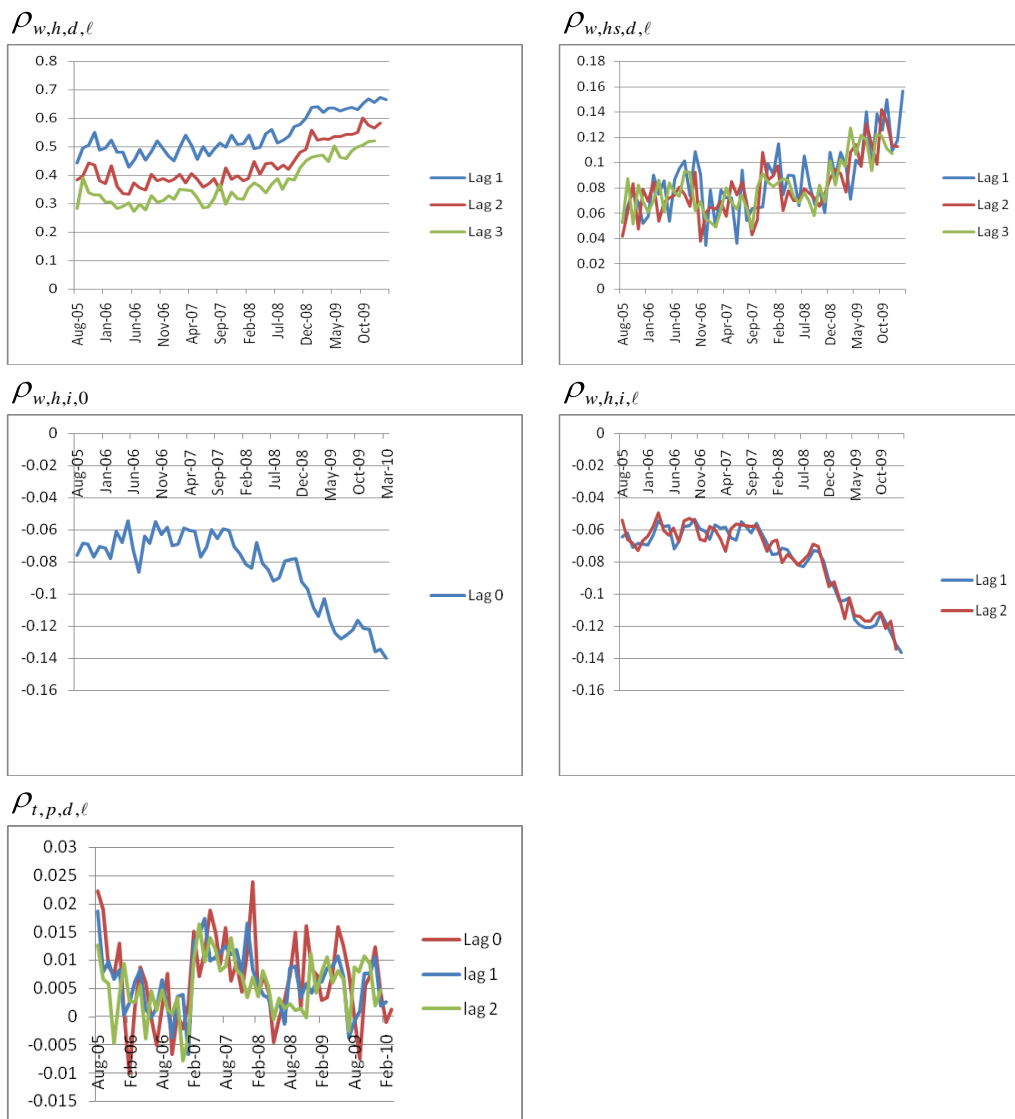 ρw,h,d,ℓ
0.8
0.7
0.6
0.5
0.4
0.3
0.2
0.1
0
Aug-05
Jan-06
Jun-06
Nov-06
Apr-07
Sep-07
Feb-08
Jul-08
Dec-08
May-09
Oct-09
Lag 1
Lag 2
Lag 3
ρw,hs,d,ℓ
0.18
0.16
0.14
0.12
0.1
0.08
0.06
0.04
0.02
0
Aug-05
Jan-06
Jun-06
Nov-06
Apr-07
Sep-07
Feb-08
Jul-08
Dec-08
May-09
Oct-09
Lag 1
Lag 2
Lag 3
ρw,h,i,0
0
-0.02
-0.04
-0.06
-0.08
-0.1
-0.12
-0.14
-0.16
Aug-05
Jan-06
Jun-06
Nov-06
Apr-07
Sep-07
Feb-08
Jul-08
Dec-08
May-09
Oct-09
Mar-10
Lag 0
ρw,h,i,ℓ
0
-0.02
-0.04
-0.06
-0.08
-0.1
-0.12
-0.14
-0.16
Aug-05
Jan-06
Jun-06
Nov-06
Apr-07
Sep-07
Feb-08
Jul-08
Dec-08
May-09
Oct-09
Lag 1
Lag 2
ρt,p,d,ℓ
0.03
0.025
0.02
0.015
0.01
0.005
0
-0.005
-0.01
-0.015
Aug-05
Feb-06
Aug-06
Feb-07
Aug-07
Feb-08
Aug-08
Feb-09
Aug-09
Feb-10
Lag 0
lag 1
lag 2